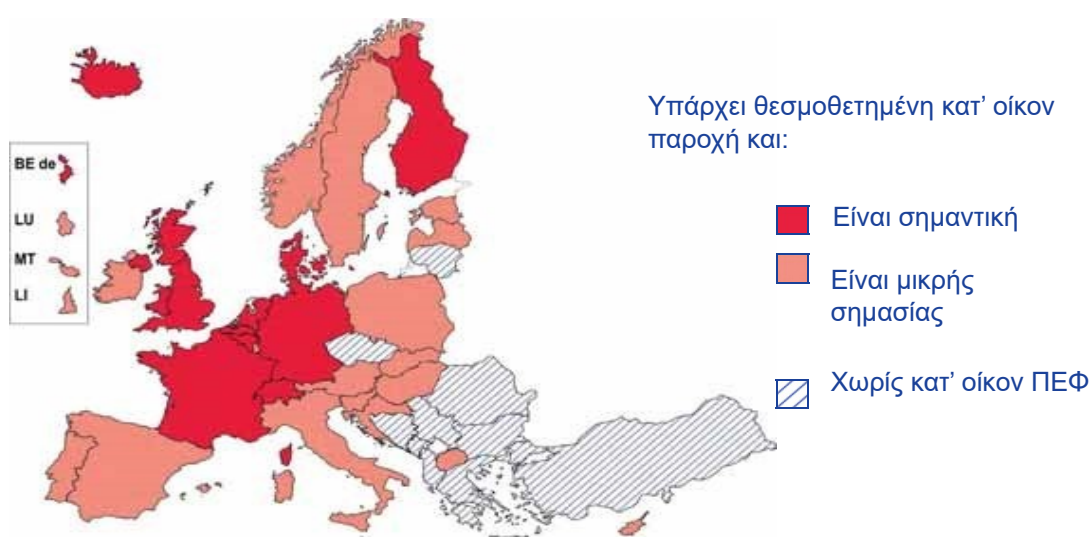 Υπάρχει θεσμοθετημένη κατ’ οίκον
παροχή και:
BE de
LU
MT
LI
Είναι σημαντική
Είναι μικρής
σημασίας
Χωρίς κατ’ οίκον ΠΕΦ